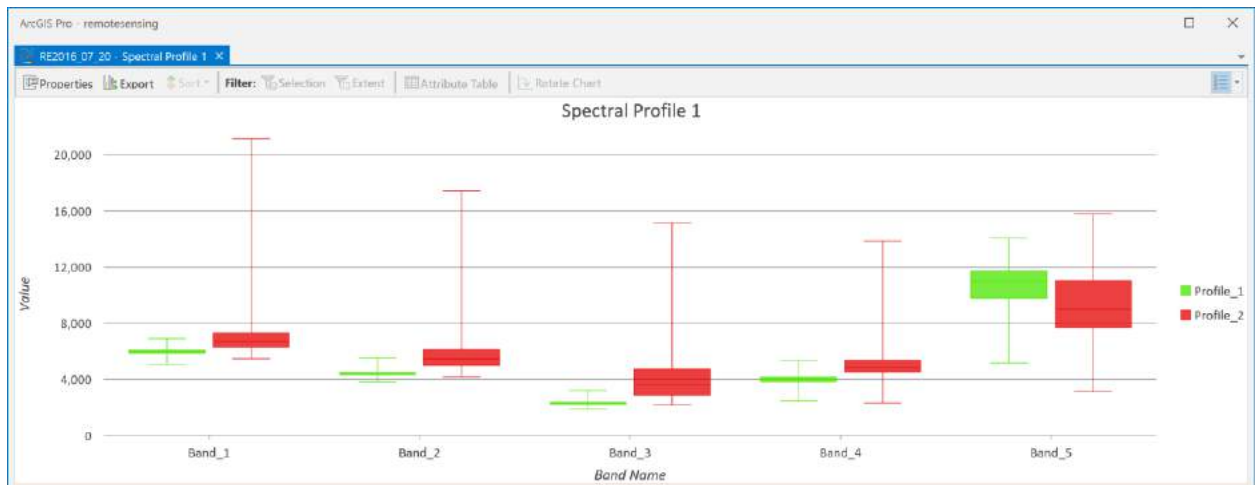 ArcGIS Pro - remotesensing
RE2016_07_20 - Spectral Profile 1
Properties Export Sort Filter: Selection Extent Attribute Table Rotate Chart
Spectral Profile 1
20,000
16,000
12,000
8,000
4,000
0
Value
Band_1 Band_2 Band_3 Band_4 Band_5
Band Name
Profile_1
Profile_2